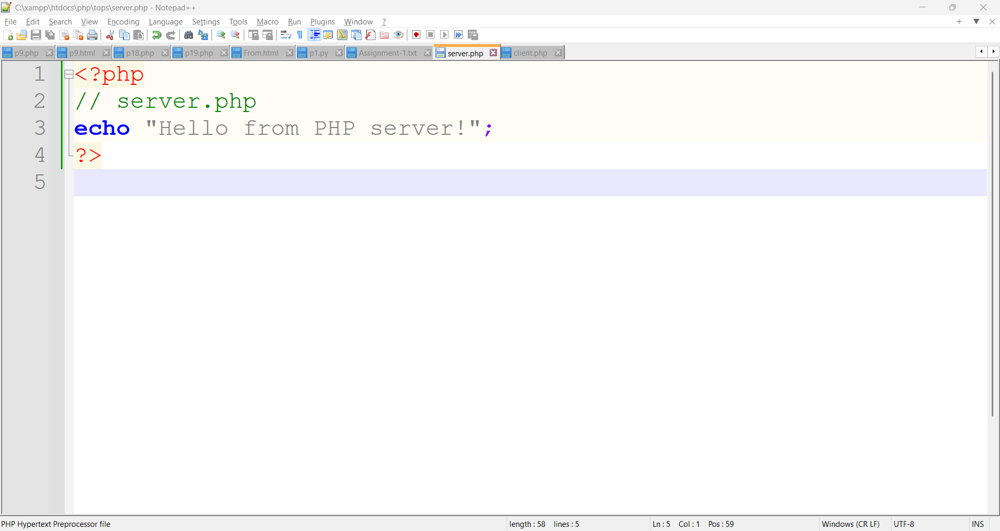 C:\xampp\htdocs\php\tops\server.php - Notepad++
File Edit Search View Encoding Language Settings Tools Macro Run Plugins Window ?
p9.php p9.html p18.php p19.php From.html p1.py Assignment-1.txt server.php client.php
1 <?php
2 // server.php
3 echo "Hello from PHP server!";
4 ?>
5
PHP Hypertext Preprocessor file length : 58 lines : 5 Ln : 5 Col : 1 Pos : 59 Windows (CR LF) UTF-8 INS